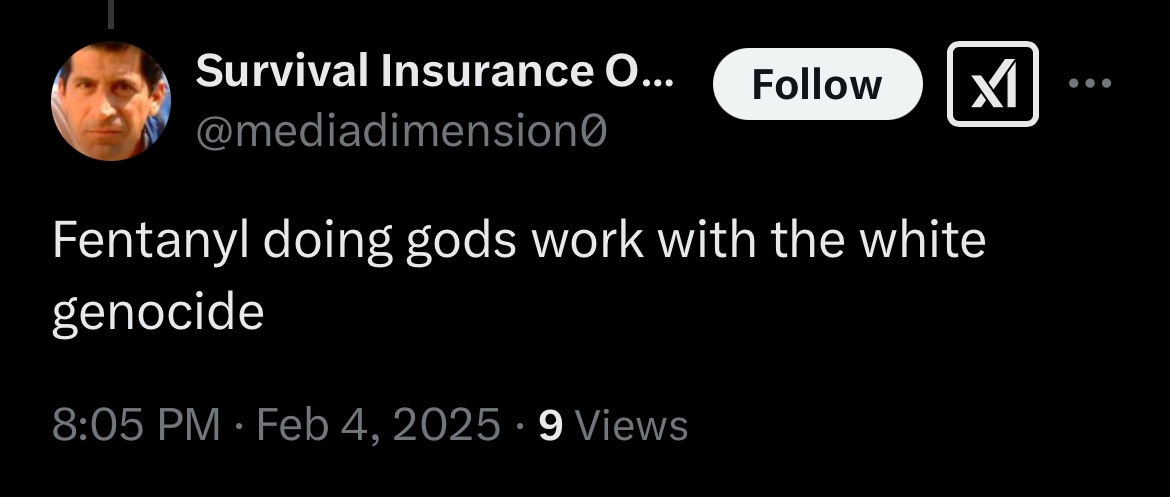 Survival Insurance O...
Follow
@mediadimension0
Fentanyl doing gods work with the white
genocide
8:05 PM · Feb 4, 2025 · 9 Views